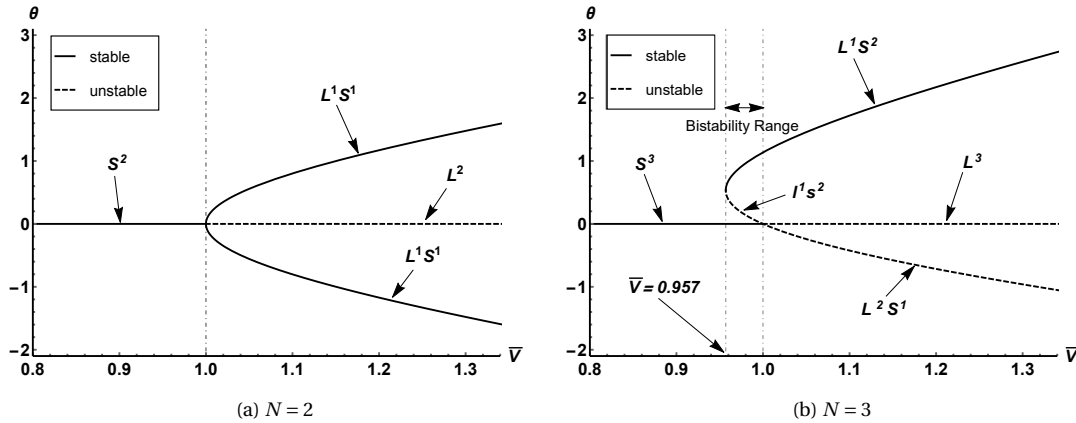 θ
3
2
1
0
−1
−2
stable
unstable
L¹S¹
S²
L²
L¹S¹
V̅
0.8 0.9 1.0 1.1 1.2 1.3
(a) N = 2
θ
3
2
1
0
−1
−2
stable
unstable
L¹S²
Bistability Range
S³
l¹s²
L³
V̅ = 0.957
L²S¹
V̅
0.8 0.9 1.0 1.1 1.2 1.3
(b) N = 3